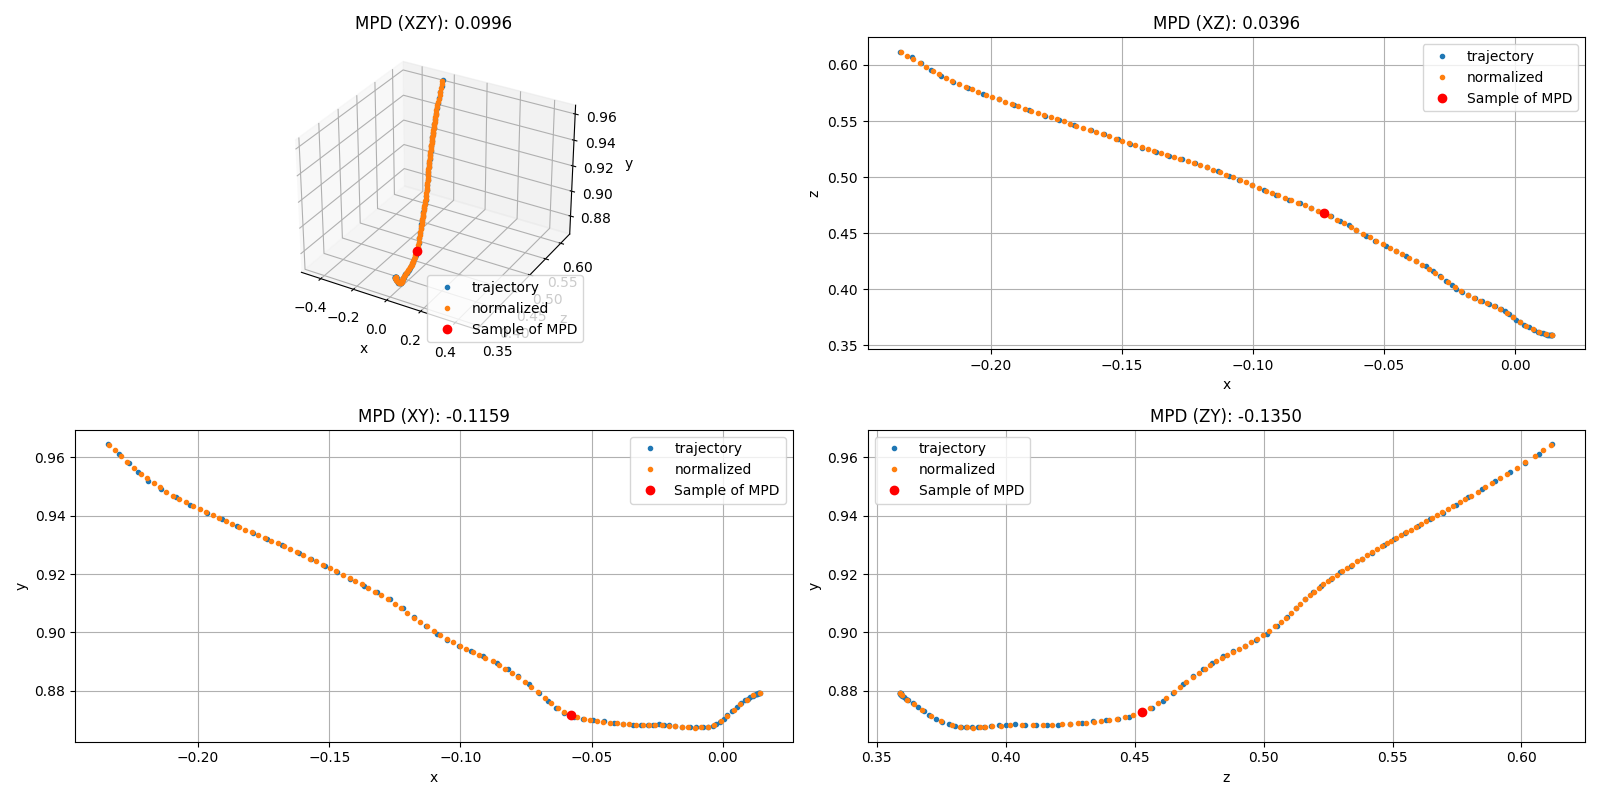 MPD (XZY): 0.0996
0.96
0.94
0.92
0.90
0.88
y
0.60
0.55
0.50
0.45
0.40
0.35
z
−0.4
−0.2
0.0
0.2
0.4
x
trajectory
normalized
Sample of MPD
MPD (XZ): 0.0396
0.60
0.55
0.50
0.45
0.40
0.35
z
−0.20
−0.15
−0.10
−0.05
0.00
x
trajectory
normalized
Sample of MPD
MPD (XY): -0.1159
0.96
0.94
0.92
0.90
0.88
y
−0.20
−0.15
−0.10
−0.05
0.00
x
trajectory
normalized
Sample of MPD
MPD (ZY): -0.1350
0.96
0.94
0.92
0.90
0.88
y
0.35
0.40
0.45
0.50
0.55
0.60
z
trajectory
normalized
Sample of MPD